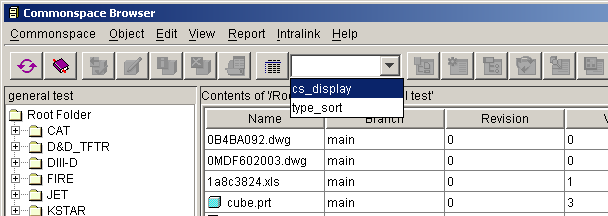 Commonspace Browser
Commonspace Object Edit View Report Intralink Help
cs_display
type_sort
general test
Contents of '/Roo l test'
Root Folder
CAT
D&D_TFTR
DIII-D
FIRE
JET
KSTAR
Name Branch Revision V
0B4BA092.dwg main 0 0
0MDF602003.dwg main 0 0
1a8c3824.xls main 0 1
cube.prt main 0 3